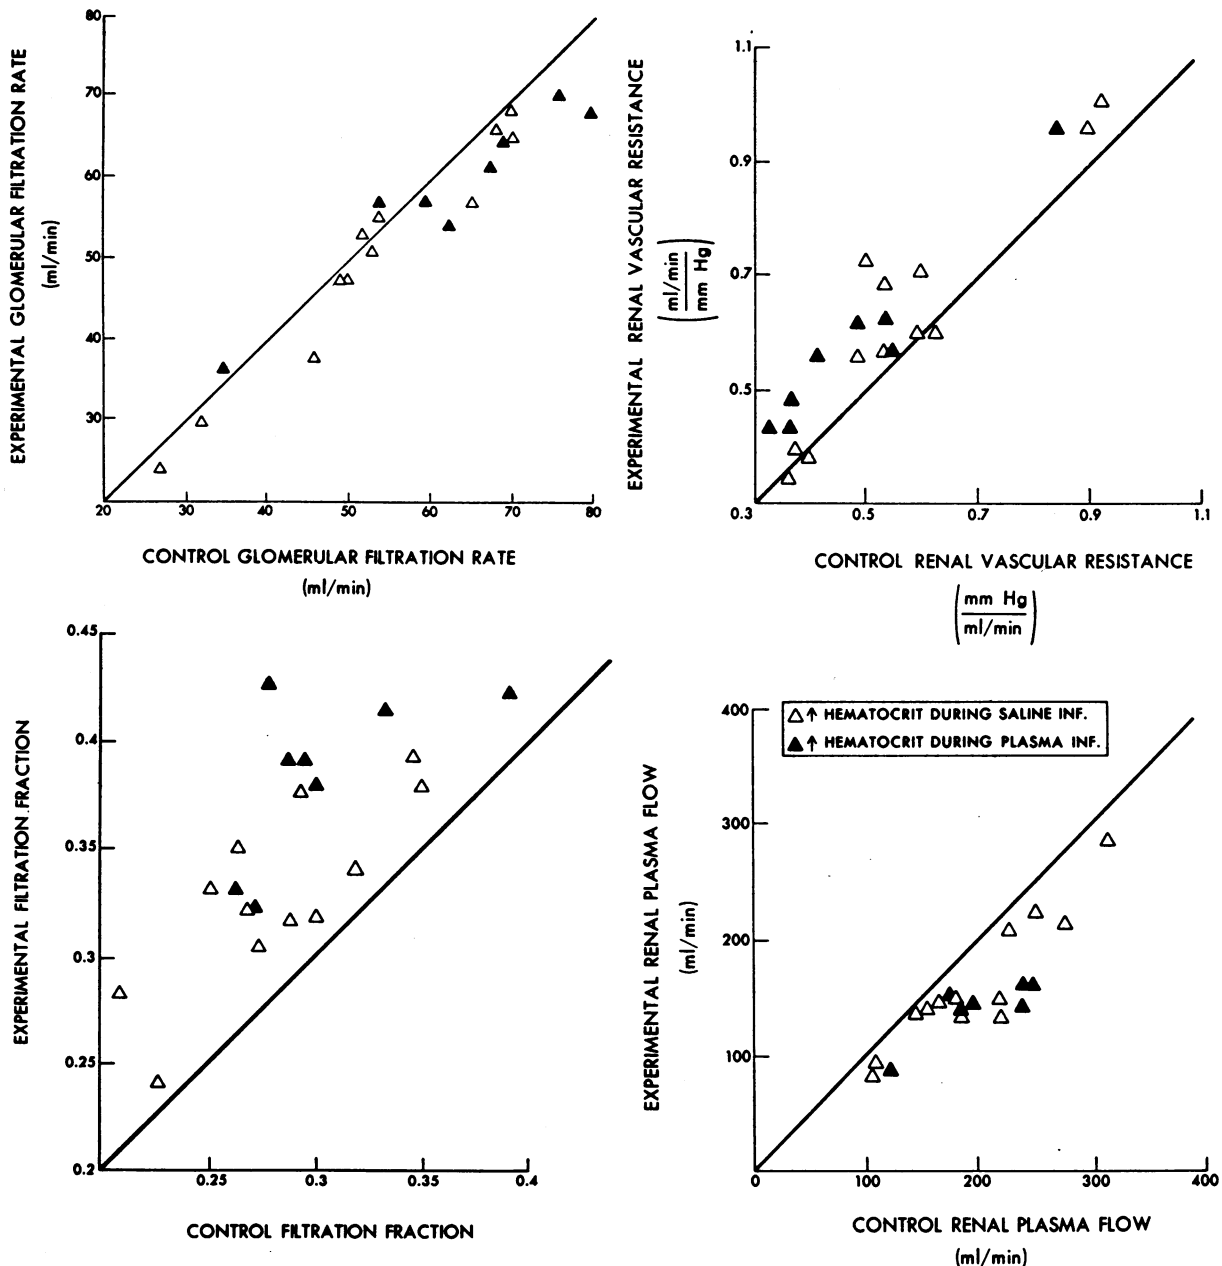 EXPERIMENTAL GLOMERULAR FILTRATION RATE
(ml/min)
80
70
60
50
40
30
20
30
40
50
60
70
80
CONTROL GLOMERULAR FILTRATION RATE
(ml/min)
EXPERIMENTAL RENAL VASCULAR RESISTANCE
(ml/min
mm Hg)
1.1
0.9
0.7
0.5
0.3
0.5
0.7
0.9
1.1
CONTROL RENAL VASCULAR RESISTANCE
(mm Hg
ml/min)
EXPERIMENTAL FILTRATION FRACTION
0.45
0.4
0.35
0.3
0.25
0.2
0.25
0.3
0.35
0.4
CONTROL FILTRATION FRACTION
EXPERIMENTAL RENAL PLASMA FLOW
(ml/min)
400
300
200
100
0
100
200
300
400
△↑ HEMATOCRIT DURING SALINE INF.
▲↑ HEMATOCRIT DURING PLASMA INF.
CONTROL RENAL PLASMA FLOW
(ml/min)